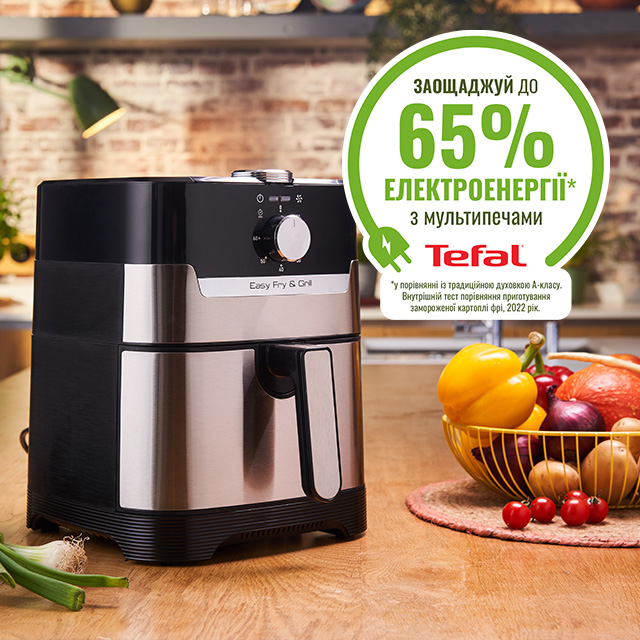 ЗАОЩАДЖУЙ ДО
65%
ЕЛЕКТРОЕНЕРГІЇ*
з мультипечами
Tefal
*у порівнянні із традиційною духовкою А-класу.
Внутрішній тест порівняння приготування
замороженої картоплі фрі, 2022 рік.
Easy Fry & Grill